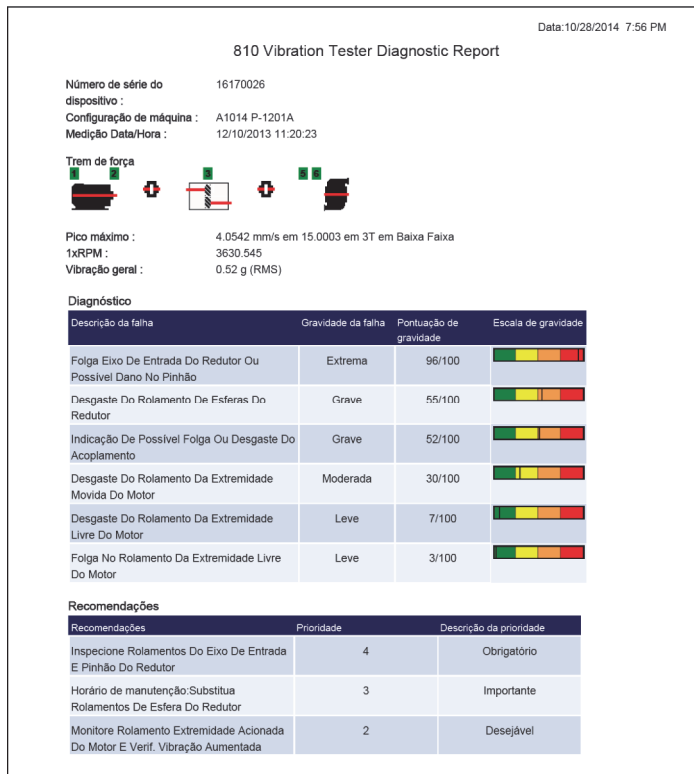 Data:10/28/2014 7:56 PM
810 Vibration Tester Diagnostic Report
Número de série do 16170026
dispositivo :
Configuração de máquina : A1014 P-1201A
Medição Data/Hora : 12/10/2013 11:20:23
Trem de força
1 2 3 5 6
Pico máximo : 4.0542 mm/s em 15.0003 em 3T em Baixa Faixa
1xRPM : 3630.545
Vibração geral : 0.52 g (RMS)
Diagnóstico
Descrição da falha Gravidade da falha Pontuação de Escala de gravidade
gravidade
Folga Eixo De Entrada Do Redutor Ou Extrema 96/100
Possível Dano No Pinhão
Desgaste Do Rolamento De Esferas Do Grave 55/100
Redutor
Indicação De Possível Folga Ou Desgaste Do Grave 52/100
Acoplamento
Desgaste Do Rolamento Da Extremidade Moderada 30/100
Movida Do Motor
Desgaste Do Rolamento Da Extremidade Leve 7/100
Livre Do Motor
Folga No Rolamento Da Extremidade Livre Leve 3/100
Do Motor
Recomendações
Recomendações Prioridade Descrição da prioridade
Inspecione Rolamentos Do Eixo De Entrada 4 Obrigatório
E Pinhão Do Redutor
Horário de manutenção:Substitua 3 Importante
Rolamentos De Esfera Do Redutor
Monitore Rolamento Extremidade Acionada 2 Desejável
Do Motor E Verif. Vibração Aumentada